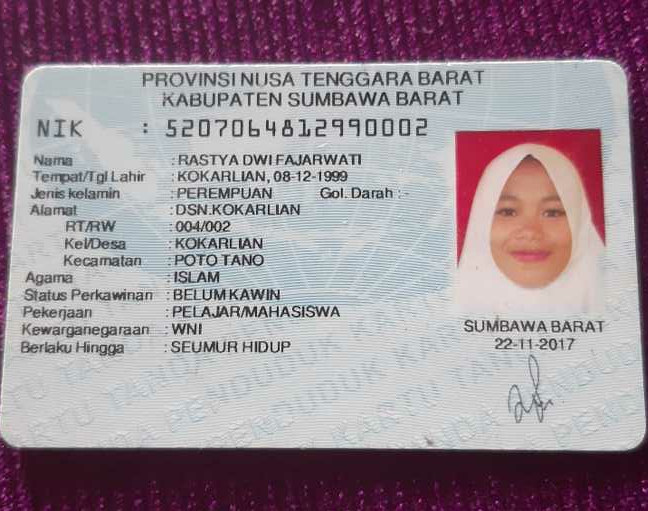 PROVINSI NUSA TENGGARA BARAT
KABUPATEN SUMBAWA BARAT
NIK : 5207064812990002
Nama : RASTYA DWI FAJARWATI
Tempat/Tgl Lahir : KOKARLIAN, 08-12-1999
Jenis kelamin : PEREMPUAN Gol. Darah : -
Alamat : DSN.KOKARLIAN
RT/RW : 004/002
Kel/Desa : KOKARLIAN
Kecamatan : POTO TANO
Agama : ISLAM
Status Perkawinan : BELUM KAWIN
Pekerjaan : PELAJAR/MAHASISWA
Kewarganegaraan : WNI
Berlaku Hingga : SEUMUR HIDUP
SUMBAWA BARAT
22-11-2017